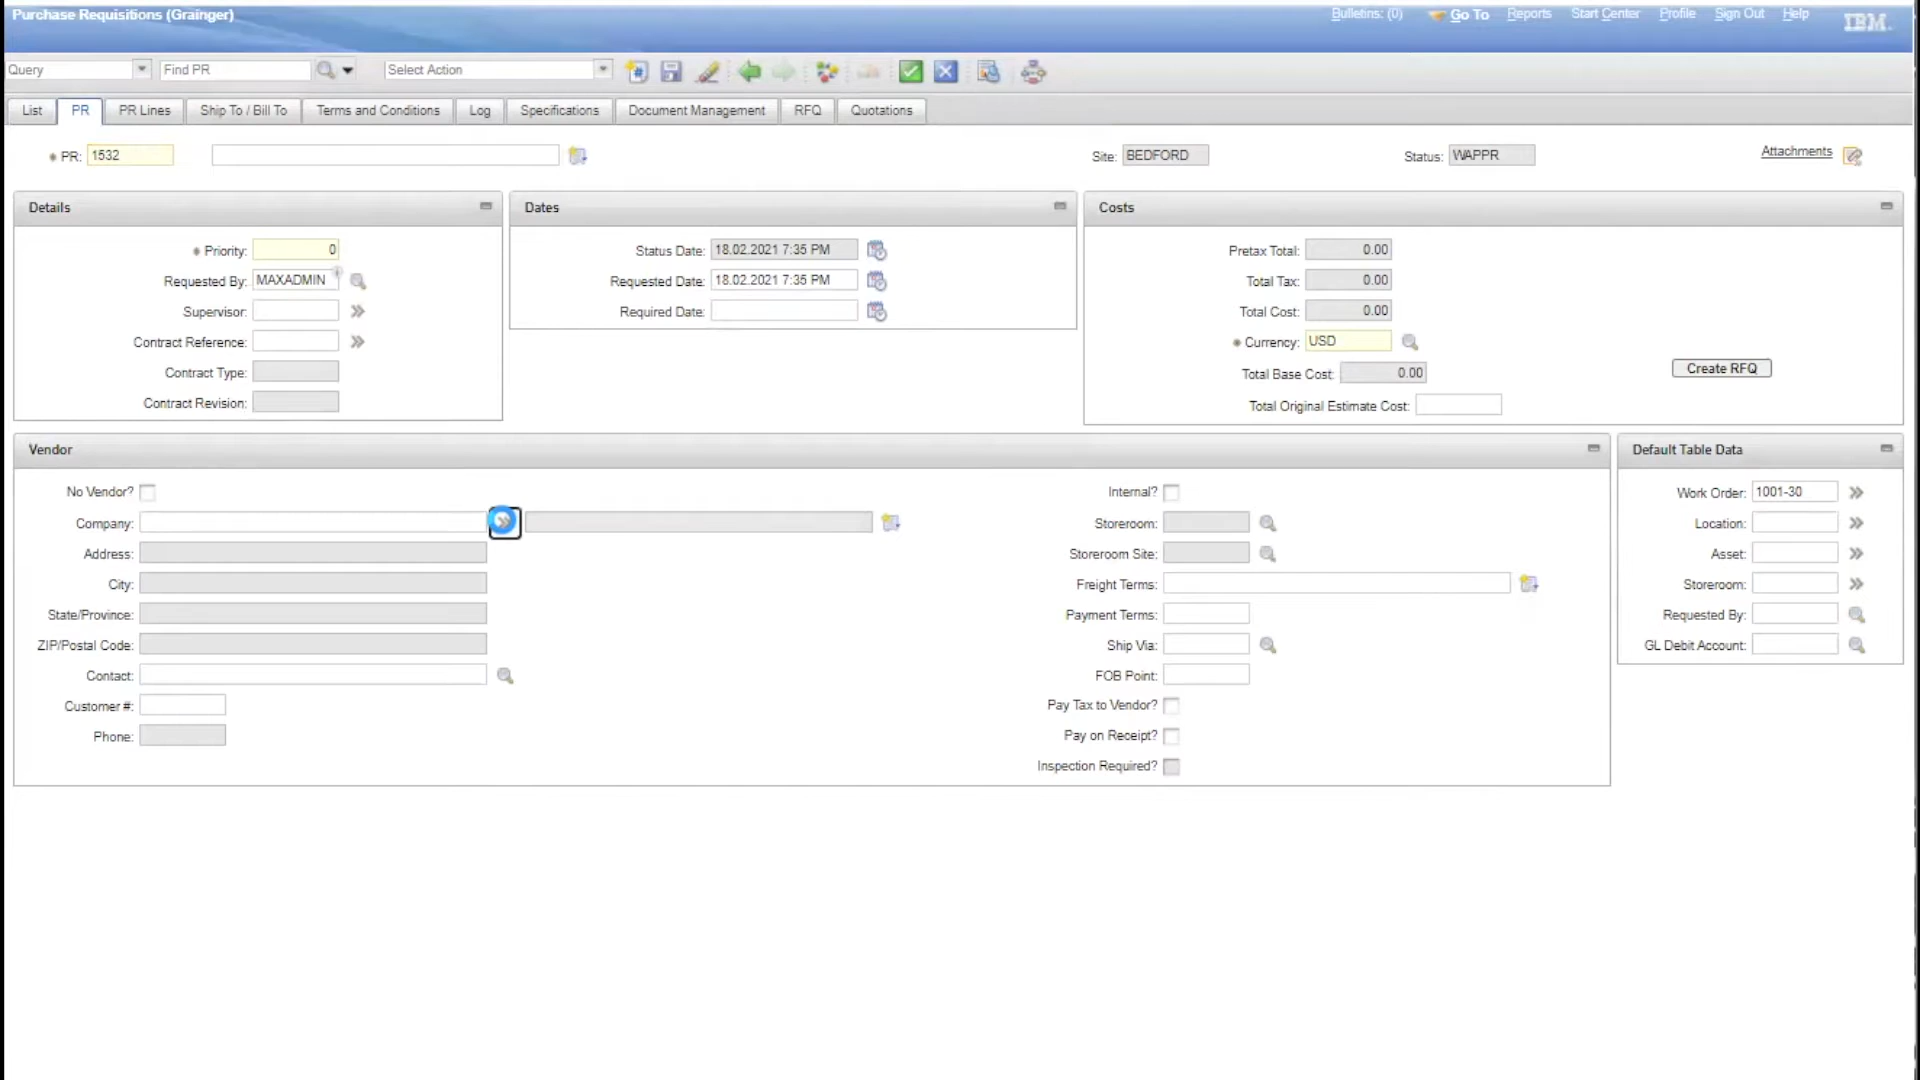 Purchase Requisitions (Grainger)
Bulletins: (0) Go To Reports Start Center Profile Sign Out Help IBM.
Query Find PR Select Action
List PR PR Lines Ship To / Bill To Terms and Conditions Log Specifications Document Management RFQ Quotations
PR: 1532 Site: BEDFORD Status: WAPPR Attachments
Details Dates Costs
Priority: 0 Status Date: 18.02.2021 7:35 PM Pretax Total: 0.00
Requested By: MAXADMIN Requested Date: 18.02.2021 7:35 PM Total Tax: 0.00
Supervisor: Required Date: Total Cost: 0.00
Contract Reference: Currency: USD
Contract Type: Total Base Cost: 0.00 Create RFQ
Contract Revision: Total Original Estimate Cost:
Vendor Default Table Data
No Vendor? Internal? Work Order: 1001-30
Company: Storeroom: Location:
Address: Storeroom Site: Asset:
City: Freight Terms: Storeroom:
State/Province: Payment Terms: Requested By:
ZIP/Postal Code: Ship Via: GL Debit Account:
Contact: FOB Point:
Customer #: Pay Tax to Vendor?
Phone: Pay on Receipt?
Inspection Required?